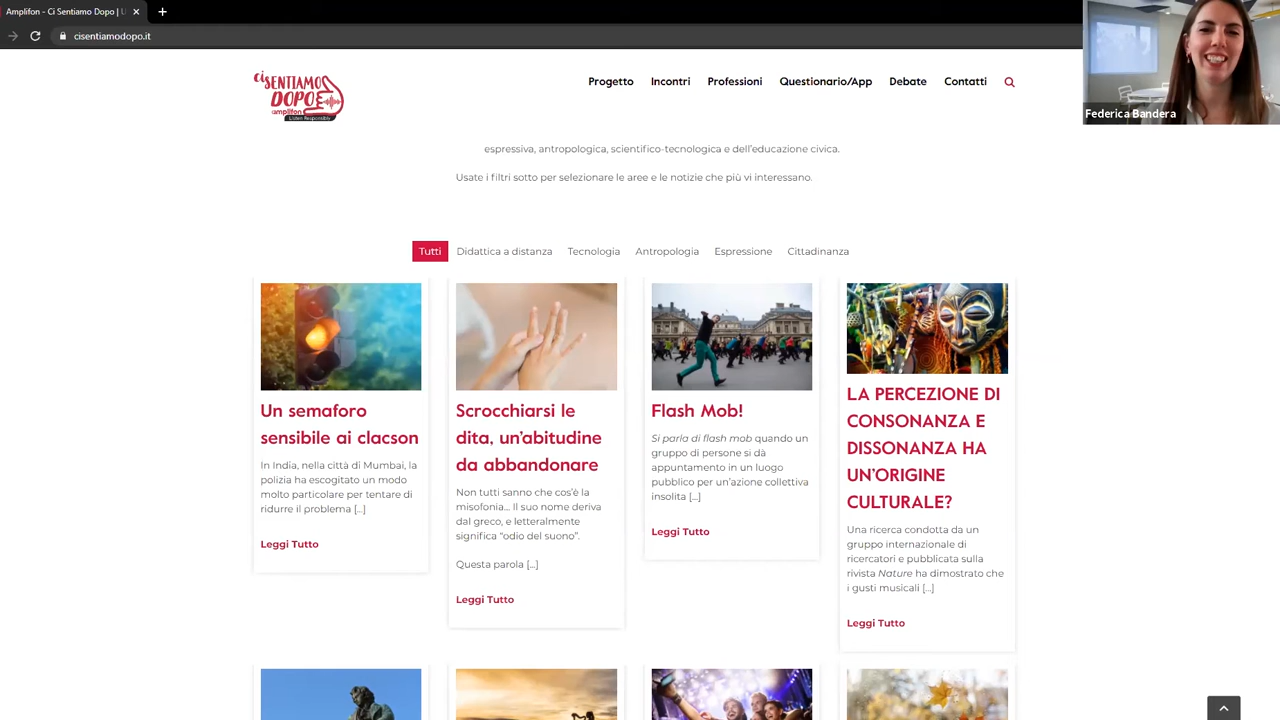 Amplifon - Ci Sentiamo Dopo | U
cisentiamodopo.it
ci SENTIAMO
DOPO
amplifon
Listen Responsibly
Progetto Incontri Professioni Questionario/App Debate Contatti
Federica Bandera
espressiva, antropologica, scientifico-tecnologica e dell'educazione civica.
Usate i filtri sotto per selezionare le aree e le notizie che più vi interessano.
Tutti Didattica a distanza Tecnologia Antropologia Espressione Cittadinanza
Un semaforo
sensibile ai clacson
In India, nella città di Mumbai, la
polizia ha escogitato un modo
molto particolare per tentare di
ridurre il problema [...]
Leggi Tutto
Scrocchiarsi le
dita, un'abitudine
da abbandonare
Non tutti sanno che cos'è la
misofonia... Il suo nome deriva
dal greco, e letteralmente
significa "odio del suono".
Questa parola [...]
Leggi Tutto
Flash Mob!
Si parla di flash mob quando un
gruppo di persone si dà
appuntamento in un luogo
pubblico per un'azione collettiva
insolita [...]
Leggi Tutto
LA PERCEZIONE DI
CONSONANZA E
DISSONANZA HA
UN'ORIGINE
CULTURALE?
Una ricerca condotta da un
gruppo internazionale di
ricercatori e pubblicata sulla
rivista Nature ha dimostrato che
i gusti musicali [...]
Leggi Tutto